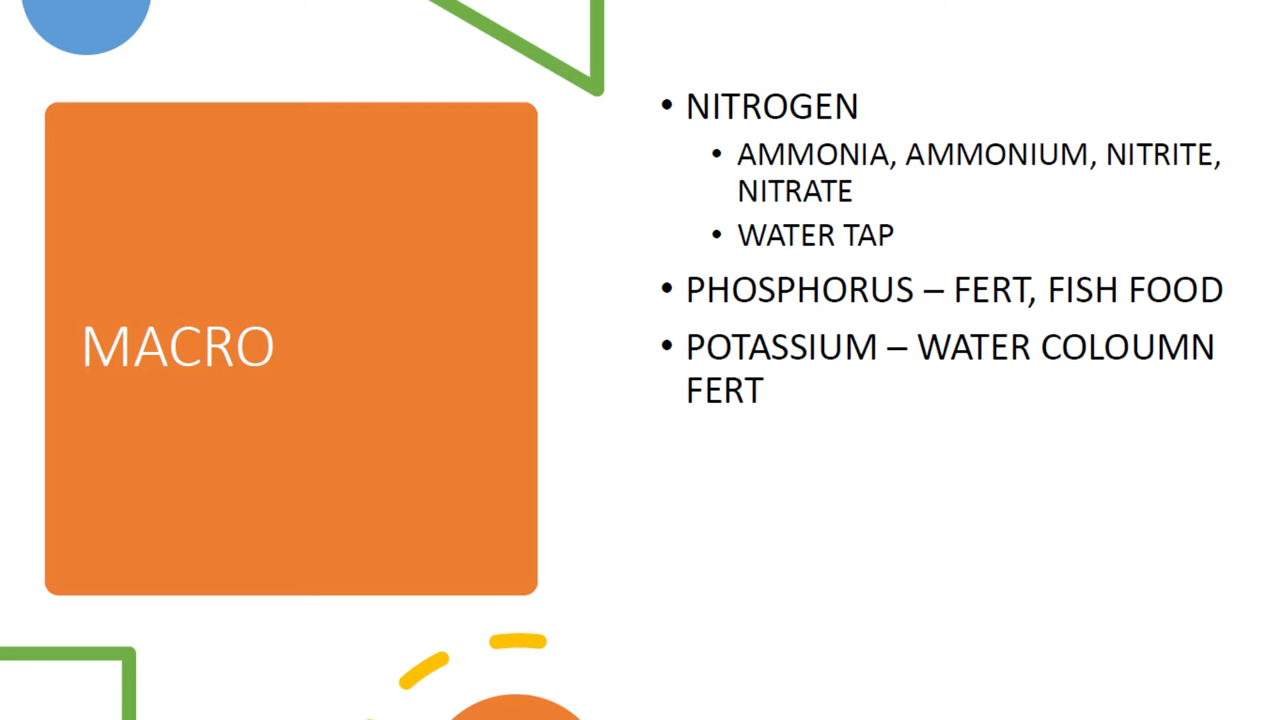 MACRO
• NITROGEN
• AMMONIA, AMMONIUM, NITRITE,
NITRATE
• WATER TAP
• PHOSPHORUS – FERT, FISH FOOD
• POTASSIUM – WATER COLOUMN
FERT